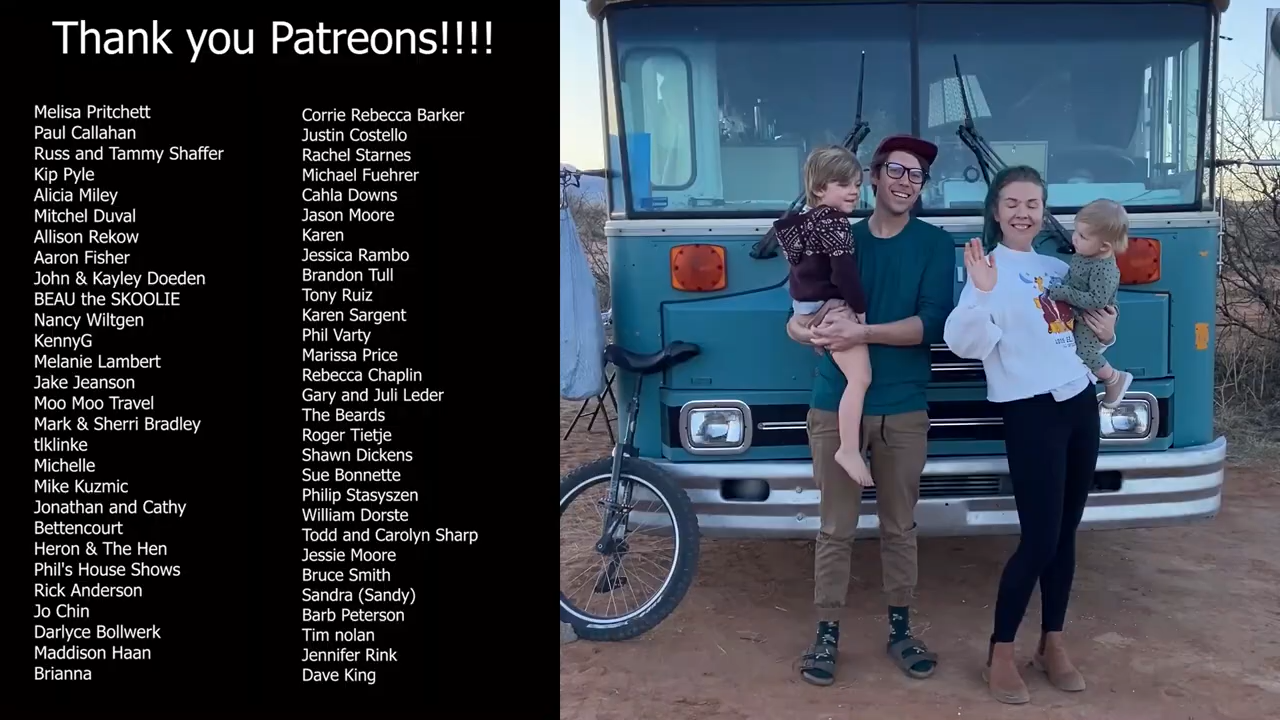 Thank you Patreons!!!!
Melisa Pritchett
Paul Callahan
Russ and Tammy Shaffer
Kip Pyle
Alicia Miley
Mitchel Duval
Allison Rekow
Aaron Fisher
John & Kayley Doeden
BEAU the SKOOLIE
Nancy Wiltgen
KennyG
Melanie Lambert
Jake Jeanson
Moo Moo Travel
Mark & Sherri Bradley
tlklinke
Michelle
Mike Kuzmic
Jonathan and Cathy
Bettencourt
Heron & The Hen
Phil's House Shows
Rick Anderson
Jo Chin
Darlyce Bollwerk
Maddison Haan
Brianna
Corrie Rebecca Barker
Justin Costello
Rachel Starnes
Michael Fuehrer
Cahla Downs
Jason Moore
Karen
Jessica Rambo
Brandon Tull
Tony Ruiz
Karen Sargent
Phil Varty
Marissa Price
Rebecca Chaplin
Gary and Juli Leder
The Beards
Roger Tietje
Shawn Dickens
Sue Bonnette
Philip Stasyszen
William Dorste
Todd and Carolyn Sharp
Jessie Moore
Bruce Smith
Sandra (Sandy)
Barb Peterson
Tim nolan
Jennifer Rink
Dave King